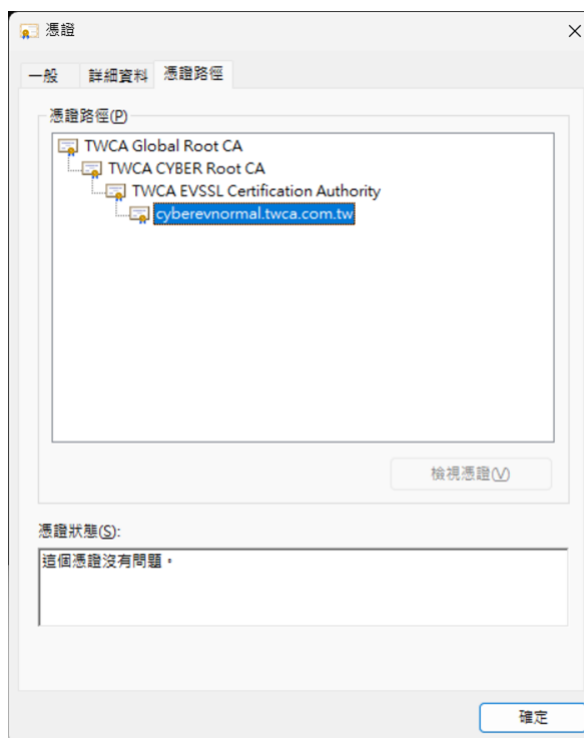 憑證
一般 詳細資料 憑證路徑
憑證路徑(P)
TWCA Global Root CA
TWCA CYBER Root CA
TWCA EVSSL Certification Authority
cyberevnormal.twca.com.tw
檢視憑證(V)
憑證狀態(S):
這個憑證沒有問題。
確定